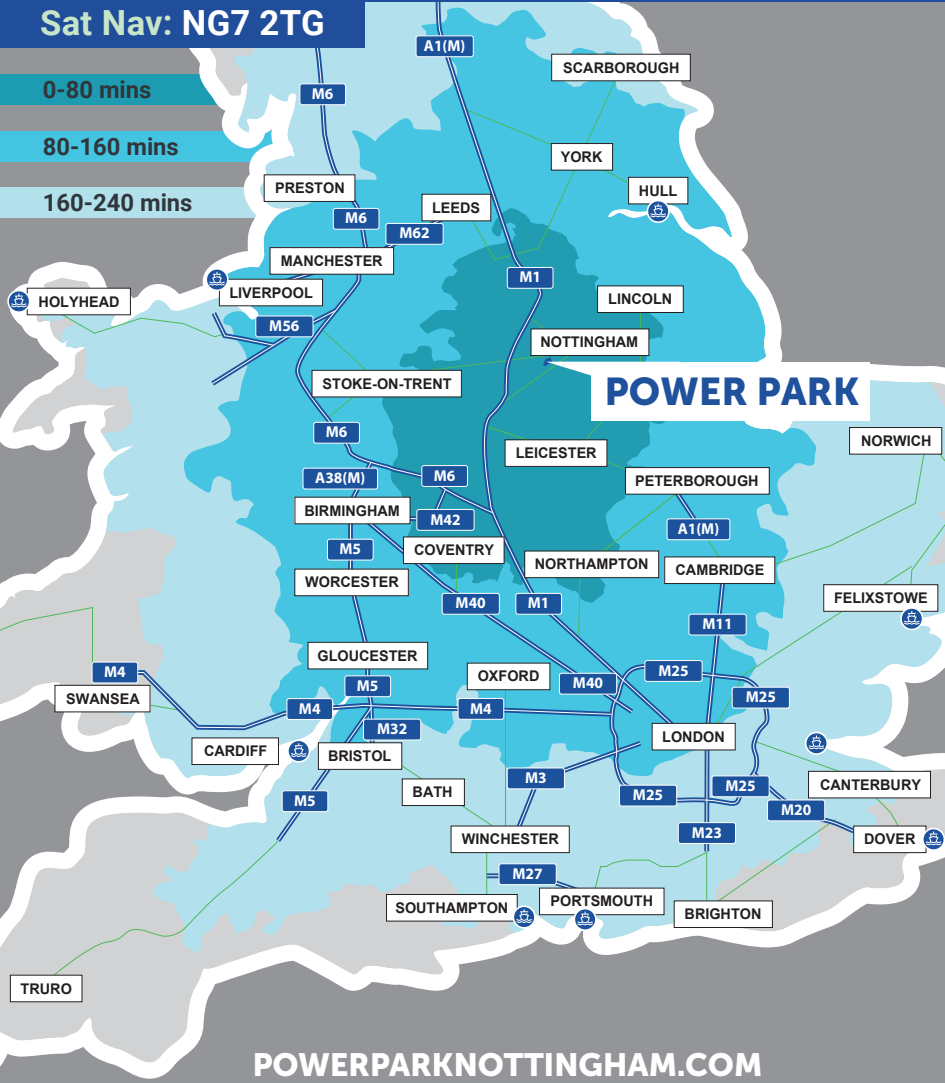 Sat Nav: NG7 2TG
A1(M)
SCARBOROUGH
0-80 mins
M6
80-160 mins
YORK
PRESTON
HULL
160-240 mins
LEEDS
M6
M62
MANCHESTER
M1
LIVERPOOL
HOLYHEAD
LINCOLN
M56
NOTTINGHAM
STOKE-ON-TRENT
POWER PARK
M6
NORWICH
LEICESTER
A38(M)
M6
PETERBOROUGH
BIRMINGHAM
M42
A1(M)
M5
COVENTRY
NORTHAMPTON
CAMBRIDGE
WORCESTER
M40
M1
FELIXSTOWE
M11
GLOUCESTER
M4
OXFORD
M25
M5
M40
SWANSEA
M25
M4
M4
M32
LONDON
CARDIFF
BRISTOL
M3
CANTERBURY
BATH
M25
M25
M5
M20
M23
WINCHESTER
DOVER
M27
SOUTHAMPTON
PORTSMOUTH
BRIGHTON
TRURO
POWERPARKNOTTINGHAM.COM